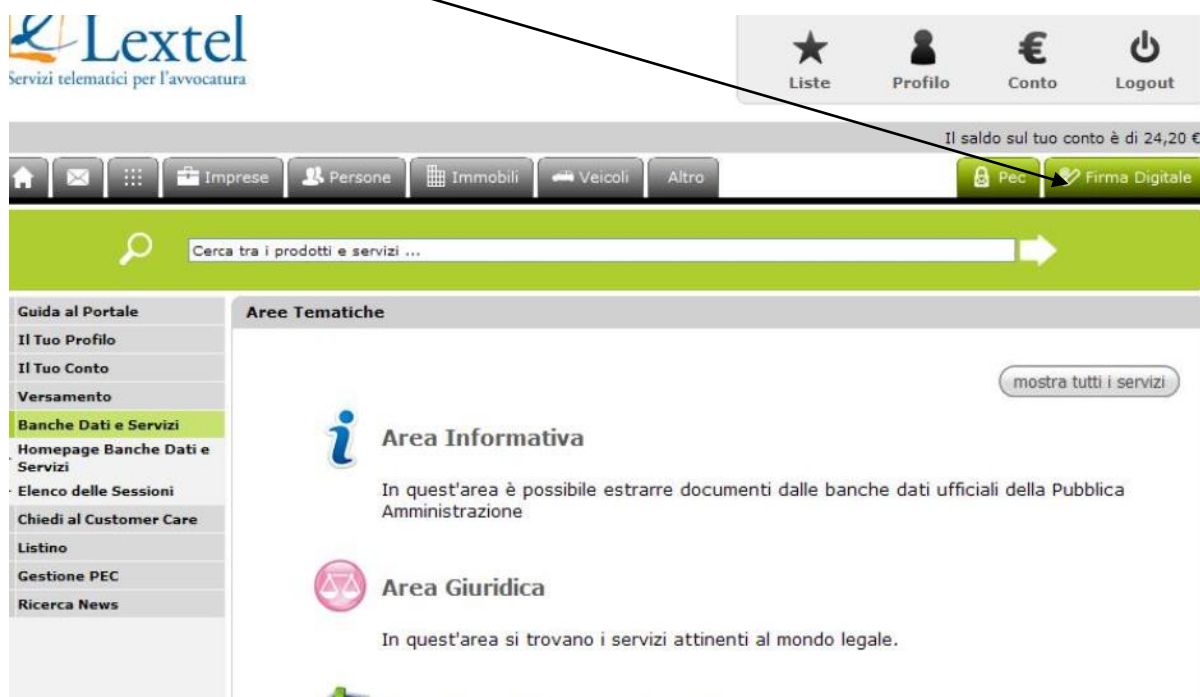 Lextel
Servizi telematici per l'avvocatura
Liste
Profilo
Conto
Logout
Il saldo sul tuo conto è di 24,20 €
Imprese
Persone
Immobili
Veicoli
Altro
Pec
Firma Digitale
Cerca tra i prodotti e servizi ...
Guida al Portale
Il Tuo Profilo
Il Tuo Conto
Versamento
Banche Dati e Servizi
Homepage Banche Dati e
Servizi
Elenco delle Sessioni
Chiedi al Customer Care
Listino
Gestione PEC
Ricerca News
Aree Tematiche
mostra tutti i servizi
Area Informativa
In quest'area è possibile estrarre documenti dalle banche dati ufficiali della Pubblica
Amministrazione
Area Giuridica
In quest'area si trovano i servizi attinenti al mondo legale.